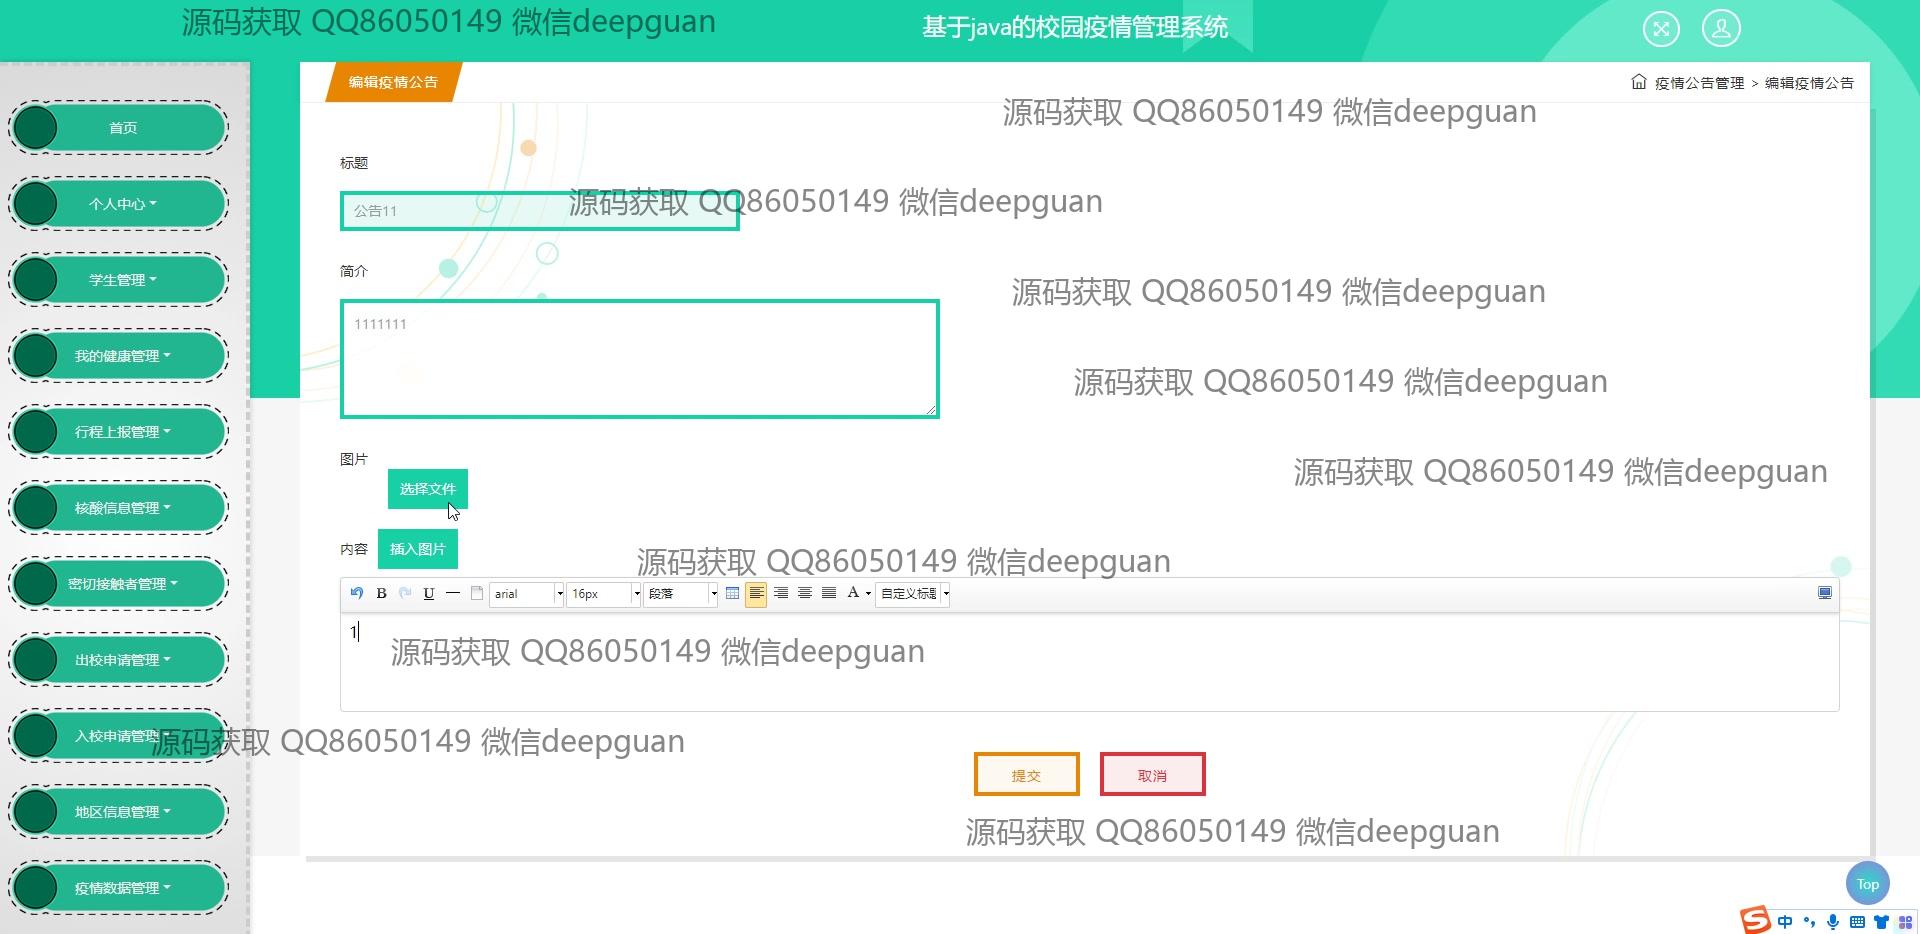 源码获取 QQ86050149 微信deepguan
基于java的校园疫情管理系统
编辑疫情公告
疫情公告管理 > 编辑疫情公告
源码获取 QQ86050149 微信deepguan
首页
标题
个人中心
公告11
源码获取 QQ86050149 微信deepguan
简介
学生管理
源码获取 QQ86050149 微信deepguan
1111111
我的健康管理
源码获取 QQ86050149 微信deepguan
行程上报管理
图片
源码获取 QQ86050149 微信deepguan
选择文件
核酸信息管理
内容 插入图片
源码获取 QQ86050149 微信deepguan
密切接触者管理
B U arial 16px 段落 A 自定义标题
1
源码获取 QQ86050149 微信deepguan
出校申请管理
入校申请管理
源码获取 QQ86050149 微信deepguan
提交 取消
地区信息管理
源码获取 QQ86050149 微信deepguan
疫情数据管理
Top
S 中